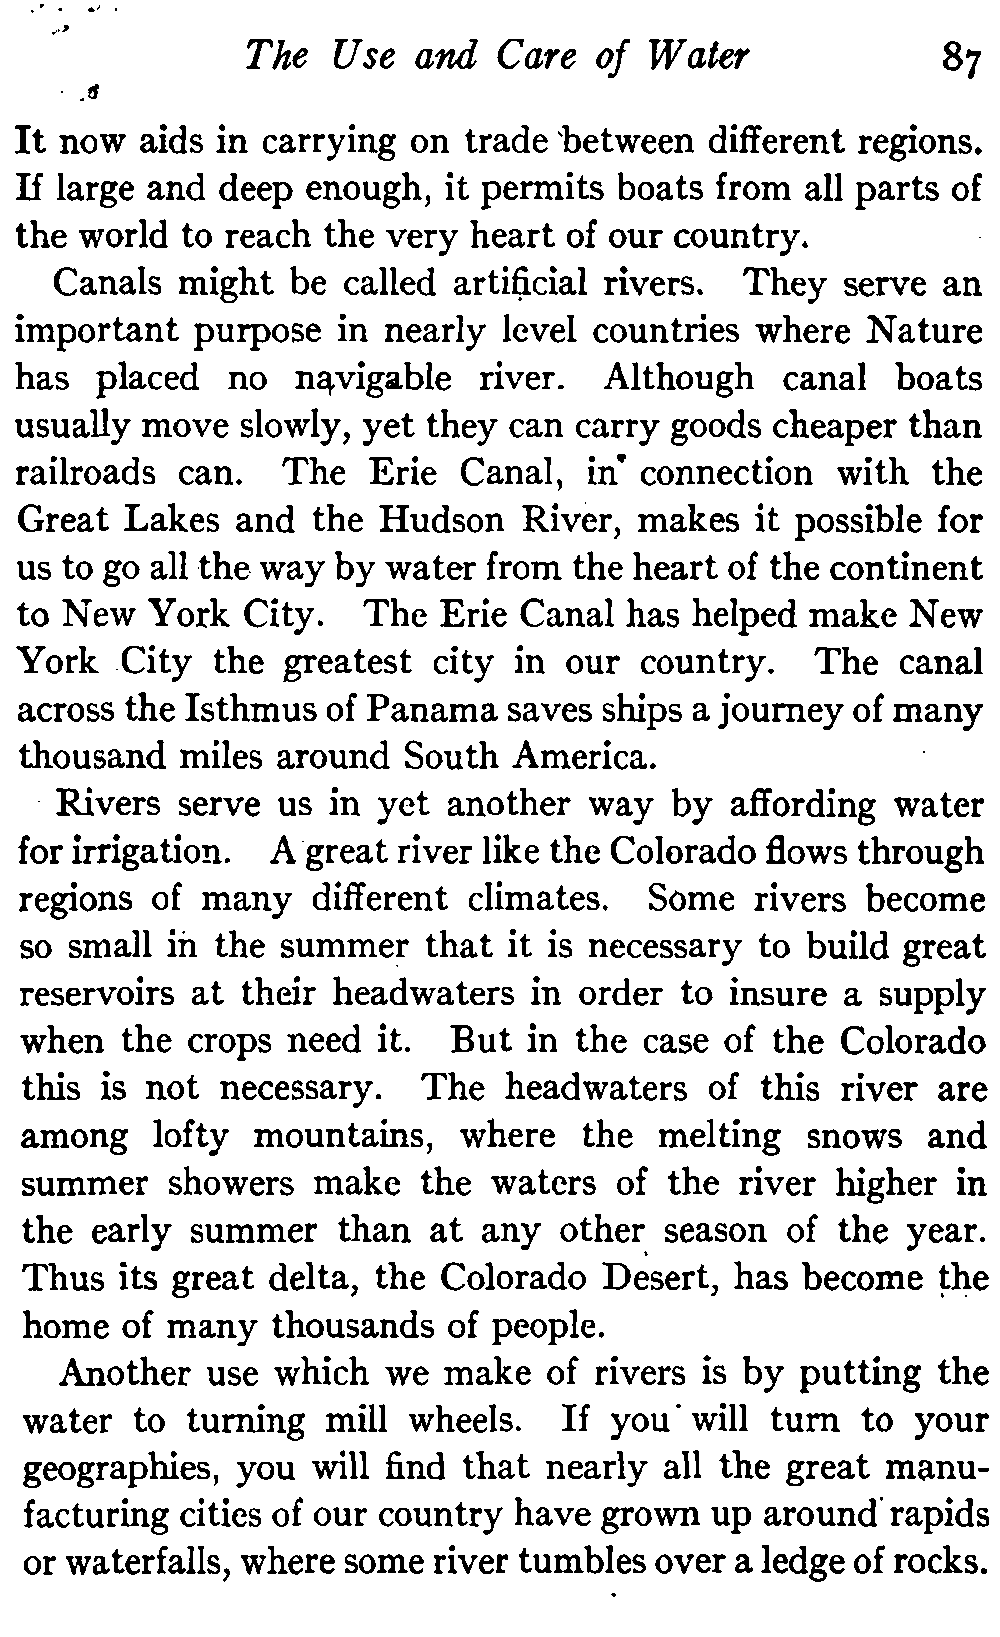 The Use and Care of Water 87
It now aids in carrying on trade between different regions.
If large and deep enough, it permits boats from all parts of
the world to reach the very heart of our country.
Canals might be called artificial rivers. They serve an
important purpose in nearly level countries where Nature
has placed no navigable river. Although canal boats
usually move slowly, yet they can carry goods cheaper than
railroads can. The Erie Canal, in connection with the
Great Lakes and the Hudson River, makes it possible for
us to go all the way by water from the heart of the continent
to New York City. The Erie Canal has helped make New
York City the greatest city in our country. The canal
across the Isthmus of Panama saves ships a journey of many
thousand miles around South America.
Rivers serve us in yet another way by affording water
for irrigation. A great river like the Colorado flows through
regions of many different climates. Some rivers become
so small in the summer that it is necessary to build great
reservoirs at their headwaters in order to insure a supply
when the crops need it. But in the case of the Colorado
this is not necessary. The headwaters of this river are
among lofty mountains, where the melting snows and
summer showers make the waters of the river higher in
the early summer than at any other season of the year.
Thus its great delta, the Colorado Desert, has become the
home of many thousands of people.
Another use which we make of rivers is by putting the
water to turning mill wheels. If you will turn to your
geographies, you will find that nearly all the great manu-
facturing cities of our country have grown up around rapids
or waterfalls, where some river tumbles over a ledge of rocks.